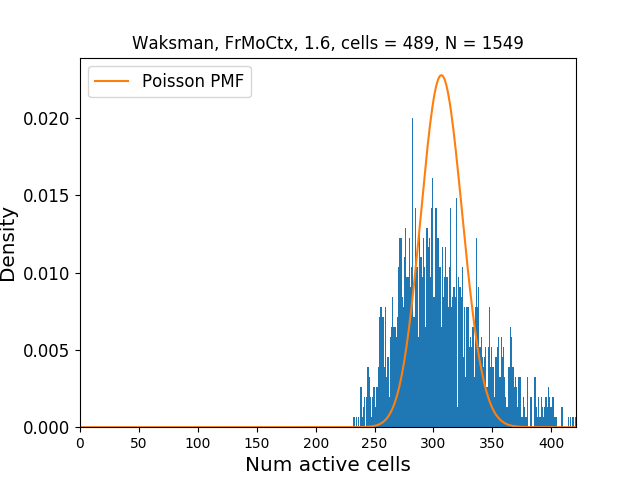 Waksman, FrMoCtx, 1.6, cells = 489, N = 1549
Poisson PMF
0.020
0.015
0.010
0.005
0.000
Density
0 50 100 150 200 250 300 350 400
Num active cells